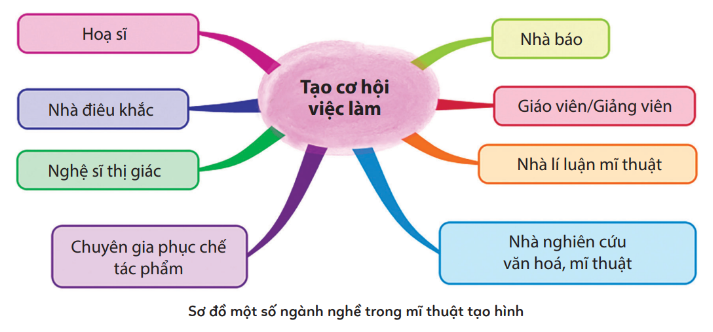 Hoạ sĩ
Nhà báo
Tạo cơ hội
việc làm
Nhà điêu khắc
Giáo viên/Giảng viên
Nghệ sĩ thị giác
Nhà lí luận mĩ thuật
Chuyên gia phục chế
tác phẩm
Nhà nghiên cứu
văn hoá, mĩ thuật
Sơ đồ một số ngành nghề trong mĩ thuật tạo hình